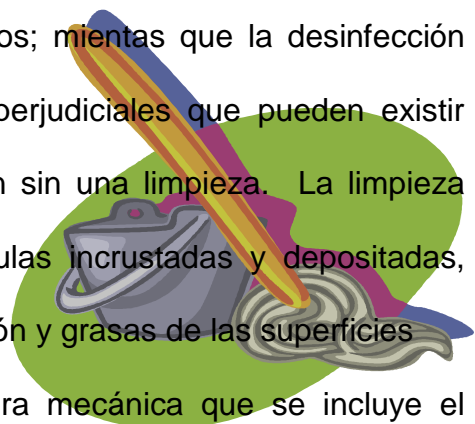 os; mientas que la desinfección
perjudiciales que pueden existir
n sin una limpieza. La limpieza
ulas incrustadas y depositadas,
ón y grasas de las superficies
ra mecánica que se incluye el